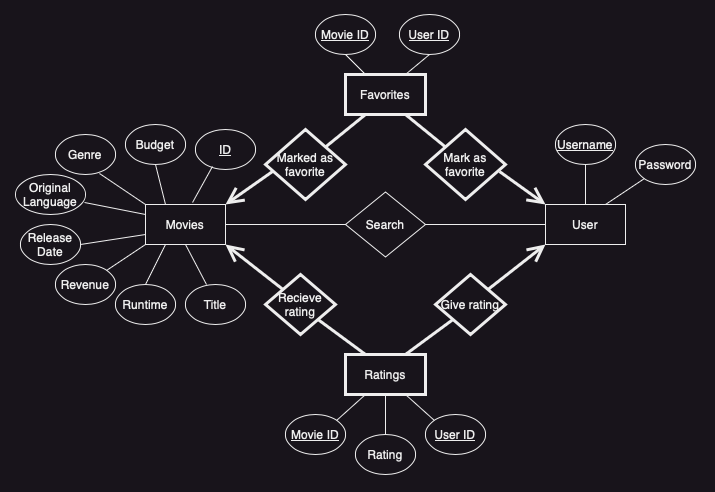 Movie ID
User ID
Favorites
Marked as
favorite
Mark as
favorite
Genre
Budget
ID
Username
Password
Original
Language
Movies
Search
User
Release
Date
Revenue
Runtime
Title
Recieve
rating
Give rating
Ratings
Movie ID
Rating
User ID